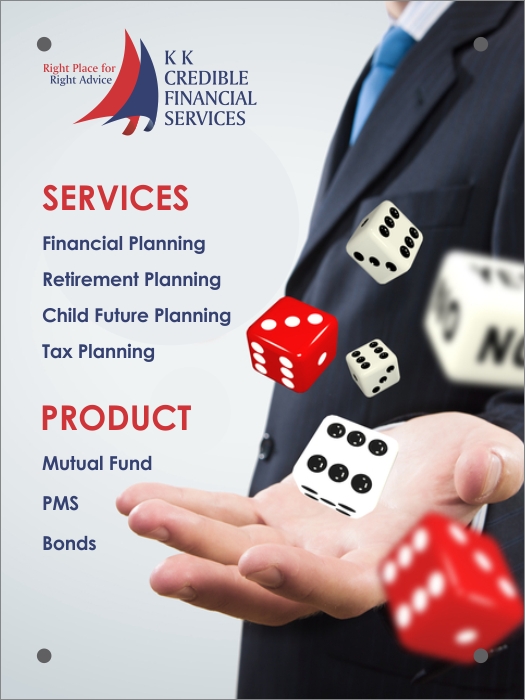 Right Place for
Right Advice
K K
CREDIBLE
FINANCIAL
SERVICES
SERVICES
Financial Planning
Retirement Planning
Child Future Planning
Tax Planning
PRODUCT
Mutual Fund
PMS
Bonds